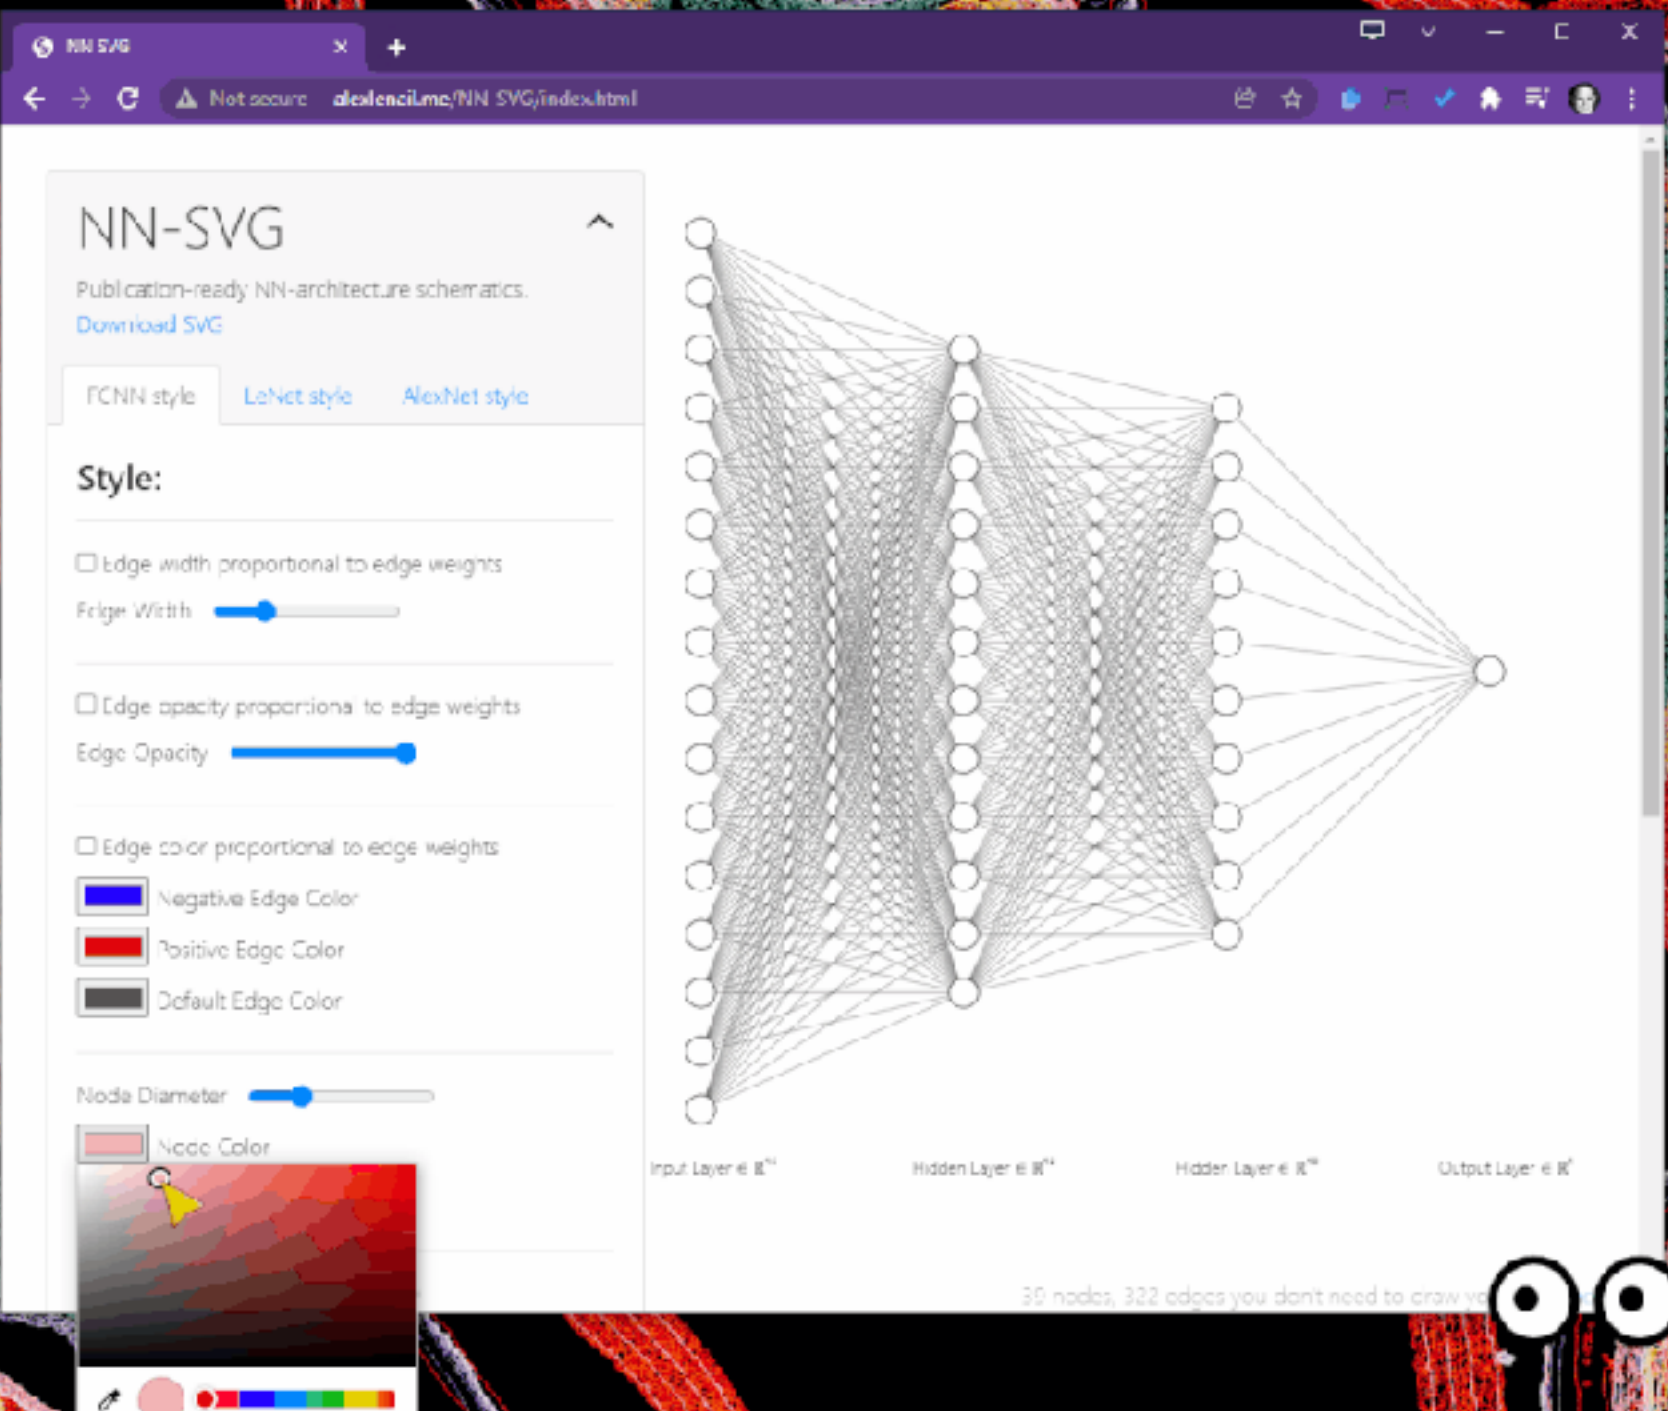 NN SVG
Not secure alexlenail.me/NN-SVG/index.html
NN-SVG
Publication-ready NN-architecture schematics.
Download SVG
FCNN style LeNet style AlexNet style
Style:
Edge width proportional to edge weights
Edge Width
Edge opacity proportional to edge weights
Edge Opacity
Edge color proportional to edge weights
Negative Edge Color
Positive Edge Color
Default Edge Color
Node Diameter
Node Color
Input Layer ∈ ℝ Hidden Layer ∈ ℝ Hidden Layer ∈ ℝ Output Layer ∈ ℝ
39 nodes, 322 edges you don't need to draw